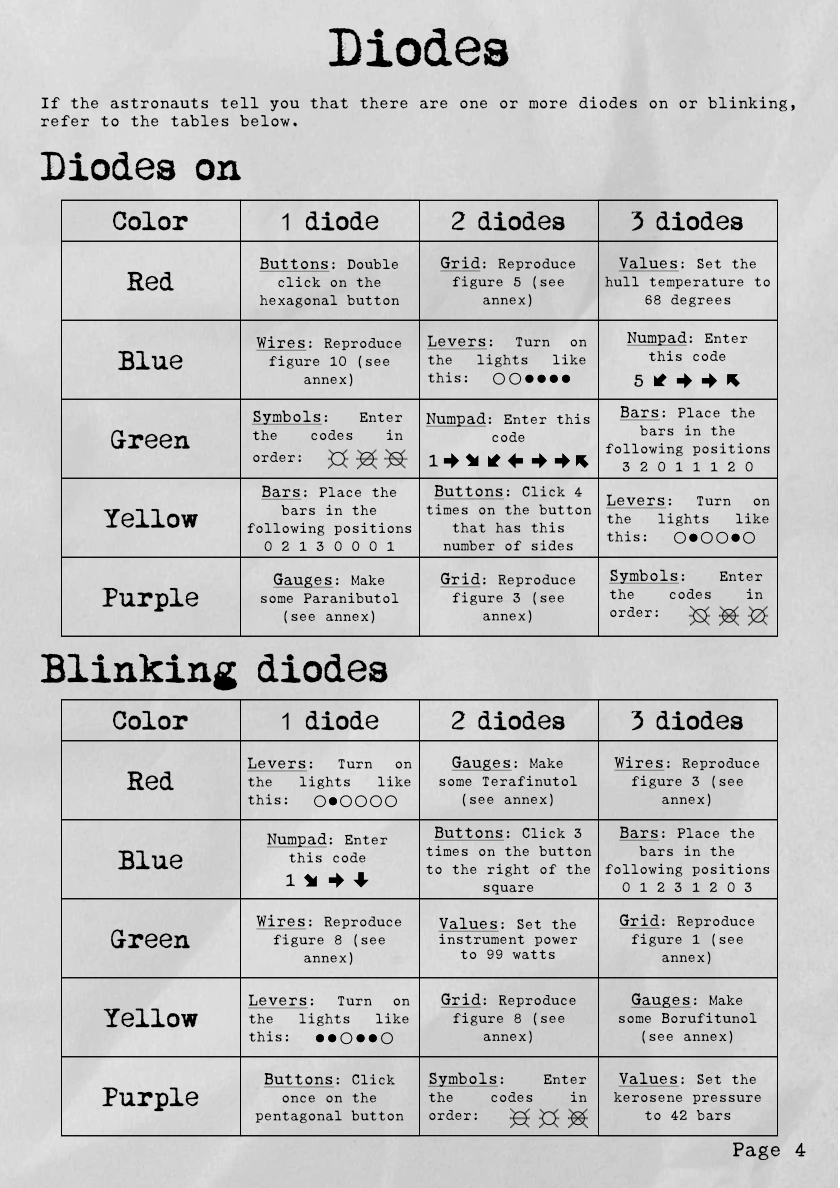 Diodes
If the astronauts tell you that there are one or more diodes on or blinking,
refer to the tables below.
Diodes on
Color
1 diode
2 diodes
3 diodes
Red
Buttons: Double
click on the
hexagonal button
Grid: Reproduce
figure 5 (see
annex)
Values: Set the
hull temperature to
68 degrees
Blue
Wires: Reproduce
figure 10 (see
annex)
Levers: Turn on
the lights like
this: ○○●●●●
Numpad: Enter
this code
5 ↙ → → ↖
Green
Symbols: Enter
the codes in
order:
Numpad: Enter this
code
1 → ↘ ↙ ← → → ↖
Bars: Place the
bars in the
following positions
3 2 0 1 1 1 2 0
Yellow
Bars: Place the
bars in the
following positions
0 2 1 3 0 0 0 1
Buttons: Click 4
times on the button
that has this
number of sides
Levers: Turn on
the lights like
this: ○●○○●○
Purple
Gauges: Make
some Paranibutol
(see annex)
Grid: Reproduce
figure 3 (see
annex)
Symbols: Enter
the codes in
order:
Blinking diodes
Color
1 diode
2 diodes
3 diodes
Red
Levers: Turn on
the lights like
this: ○●○○○○
Gauges: Make
some Terafinutol
(see annex)
Wires: Reproduce
figure 3 (see
annex)
Blue
Numpad: Enter
this code
1 ↘ → ↓
Buttons: Click 3
times on the button
to the right of the
square
Bars: Place the
bars in the
following positions
0 1 2 3 1 2 0 3
Green
Wires: Reproduce
figure 8 (see
annex)
Values: Set the
instrument power
to 99 watts
Grid: Reproduce
figure 1 (see
annex)
Yellow
Levers: Turn on
the lights like
this: ●●○●●○
Grid: Reproduce
figure 8 (see
annex)
Gauges: Make
some Borufitunol
(see annex)
Purple
Buttons: Click
once on the
pentagonal button
Symbols: Enter
the codes in
order:
Values: Set the
kerosene pressure
to 42 bars
Page 4